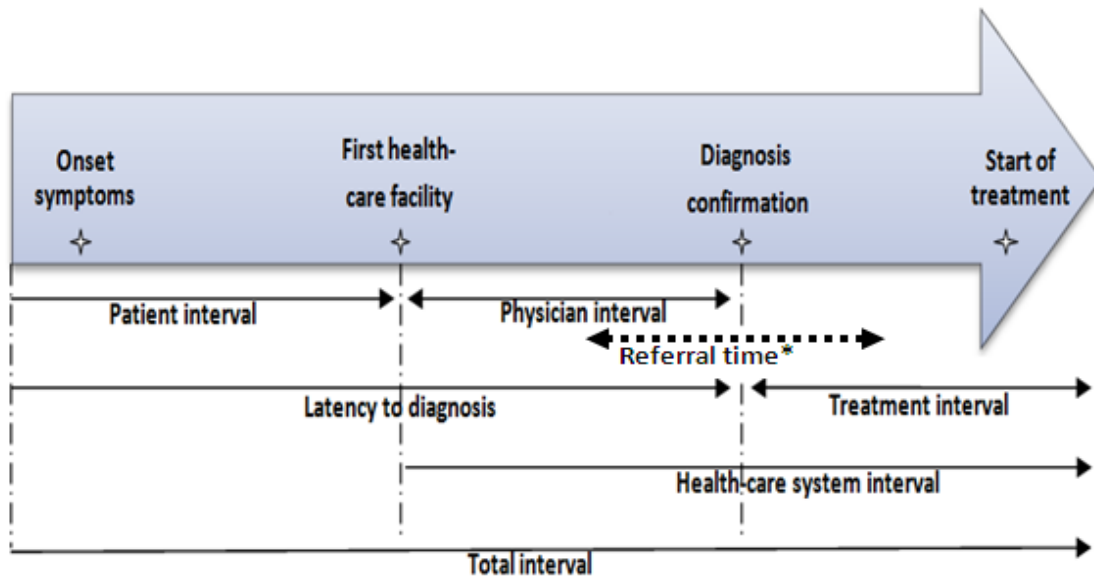 Onset
symptoms
First health-
care facility
Diagnosis
confirmation
Start of
treatment
Patient interval
Physician interval
Referral time*
Latency to diagnosis
Treatment interval
Health-care system interval
Total interval